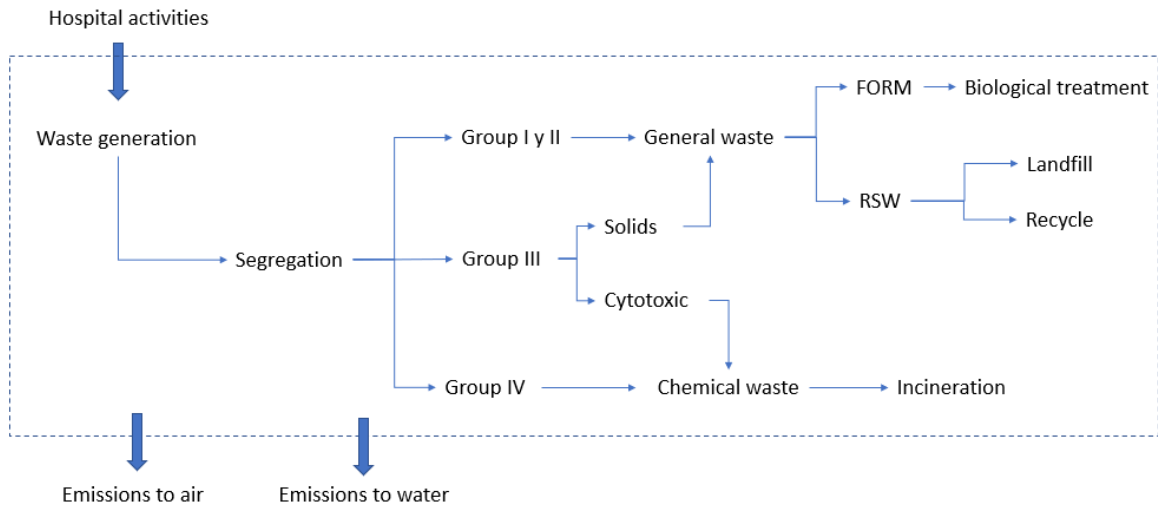 Hospital activities
Waste generation
Segregation
Group I y II
General waste
FORM
Biological treatment
RSW
Landfill
Recycle
Group III
Solids
Cytotoxic
Group IV
Chemical waste
Incineration
Emissions to air
Emissions to water